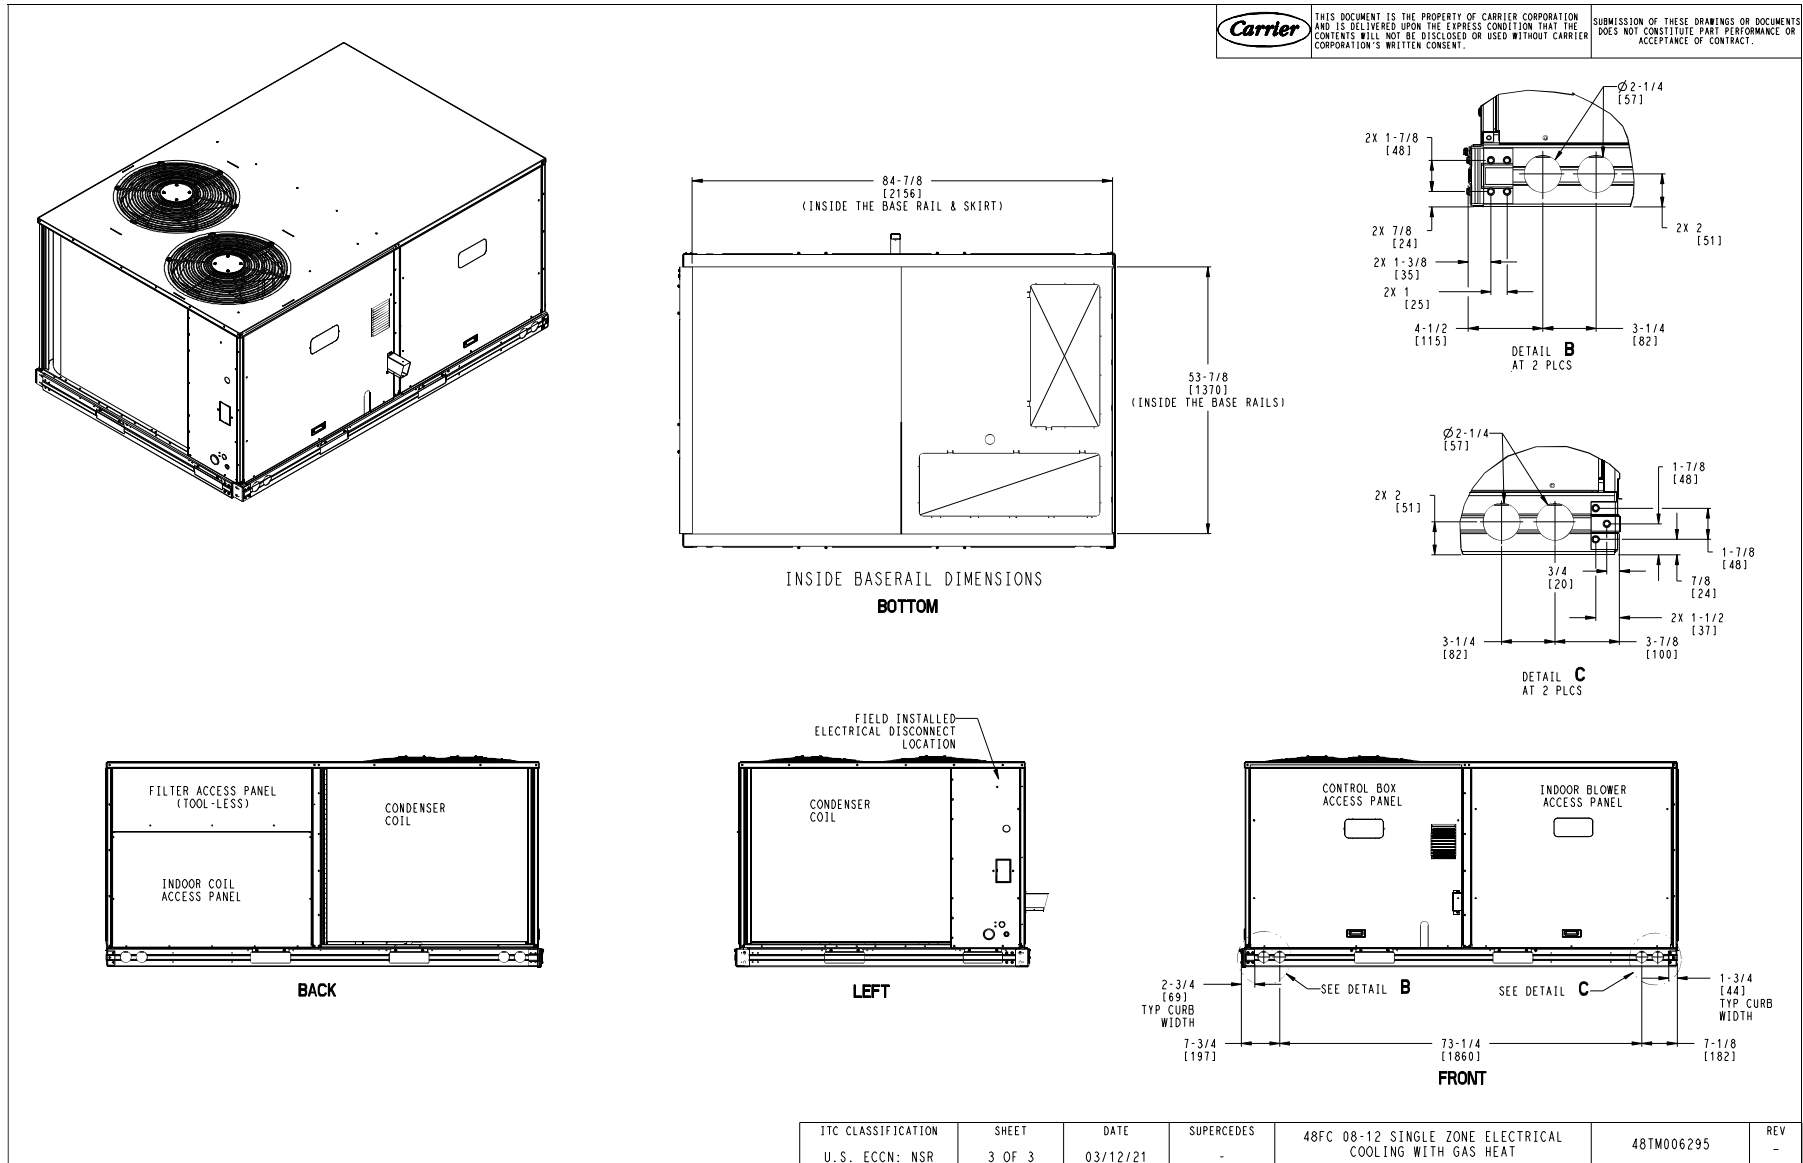 Carrier
THIS DOCUMENT IS THE PROPERTY OF CARRIER CORPORATION
AND IS DELIVERED UPON THE EXPRESS CONDITION THAT THE
CONTENTS WILL NOT BE DISCLOSED OR USED WITHOUT CARRIER
CORPORATION'S WRITTEN CONSENT.
SUBMISSION OF THESE DRAWINGS OR DOCUMENTS
DOES NOT CONSTITUTE PART PERFORMANCE OR
ACCEPTANCE OF CONTRACT.
84-7/8
[2156]
(INSIDE THE BASE RAIL & SKIRT)
53-7/8
[1370]
(INSIDE THE BASE RAILS)
INSIDE BASERAIL DIMENSIONS
BOTTOM
Ø2-1/4
[57]
2X 1-7/8
[48]
2X 7/8
[24]
2X 2
[51]
2X 1-3/8
[35]
2X 1
[25]
4-1/2
[115]
3-1/4
[82]
DETAIL B
AT 2 PLCS
Ø2-1/4
[57]
1-7/8
[48]
2X 2
[51]
1-7/8
[48]
3/4
[20]
7/8
[24]
2X 1-1/2
[37]
3-1/4
[82]
3-7/8
[100]
DETAIL C
AT 2 PLCS
FILTER ACCESS PANEL
(TOOL-LESS)
CONDENSER
COIL
INDOOR COIL
ACCESS PANEL
BACK
FIELD INSTALLED
ELECTRICAL DISCONNECT
LOCATION
CONDENSER
COIL
LEFT
CONTROL BOX
ACCESS PANEL
INDOOR BLOWER
ACCESS PANEL
2-3/4
[69]
TYP CURB
WIDTH
SEE DETAIL B
SEE DETAIL C
1-3/4
[44]
TYP CURB
WIDTH
7-3/4
[197]
73-1/4
[1860]
7-1/8
[182]
FRONT
ITC CLASSIFICATION
U.S. ECCN: NSR
SHEET
3 OF 3
DATE
03/12/21
SUPERCEDES
-
48FC 08-12 SINGLE ZONE ELECTRICAL
COOLING WITH GAS HEAT
48TM006295
REV
-